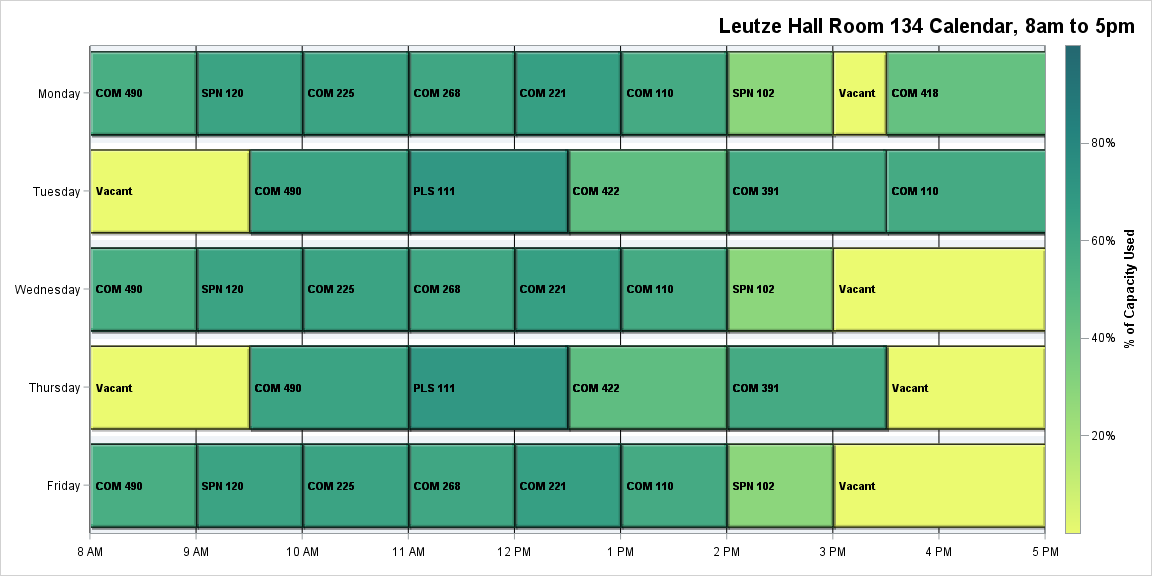 Leutze Hall Room 134 Calendar, 8am to 5pm
Monday COM 490 SPN 120 COM 225 COM 268 COM 221 COM 110 SPN 102 Vacant COM 418
Tuesday Vacant COM 490 PLS 111 COM 422 COM 391 COM 110
Wednesday COM 490 SPN 120 COM 225 COM 268 COM 221 COM 110 SPN 102 Vacant
Thursday Vacant COM 490 PLS 111 COM 422 COM 391 Vacant
Friday COM 490 SPN 120 COM 225 COM 268 COM 221 COM 110 SPN 102 Vacant
8 AM 9 AM 10 AM 11 AM 12 PM 1 PM 2 PM 3 PM 4 PM 5 PM
80%
60%
40%
20%
% of Capacity Used